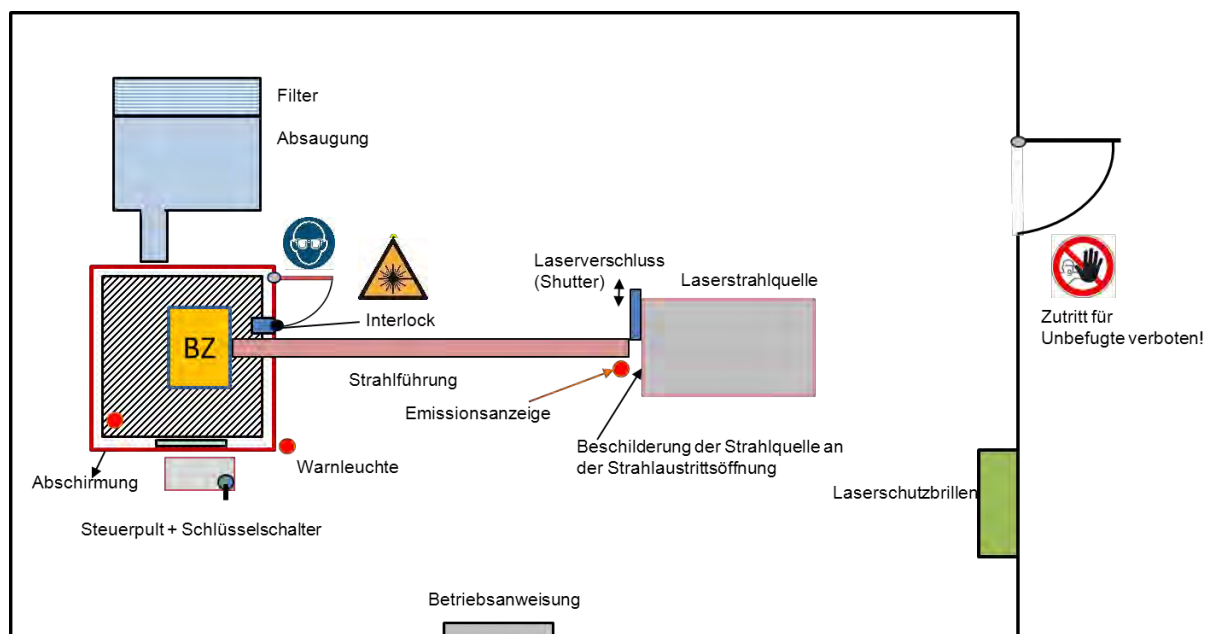 Filter
Absaugung
Laserverschluss
(Shutter)
Laserstrahlquelle
Interlock
Zutritt für
Unbefugte verboten!
BZ
Strahlführung
Emissionsanzeige
Beschilderung der Strahlquelle an
der Strahlaustrittsöffnung
Warnleuchte
Abschirmung
Laserschutzbrillen
Steuerpult + Schlüsselschalter
Betriebsanweisung